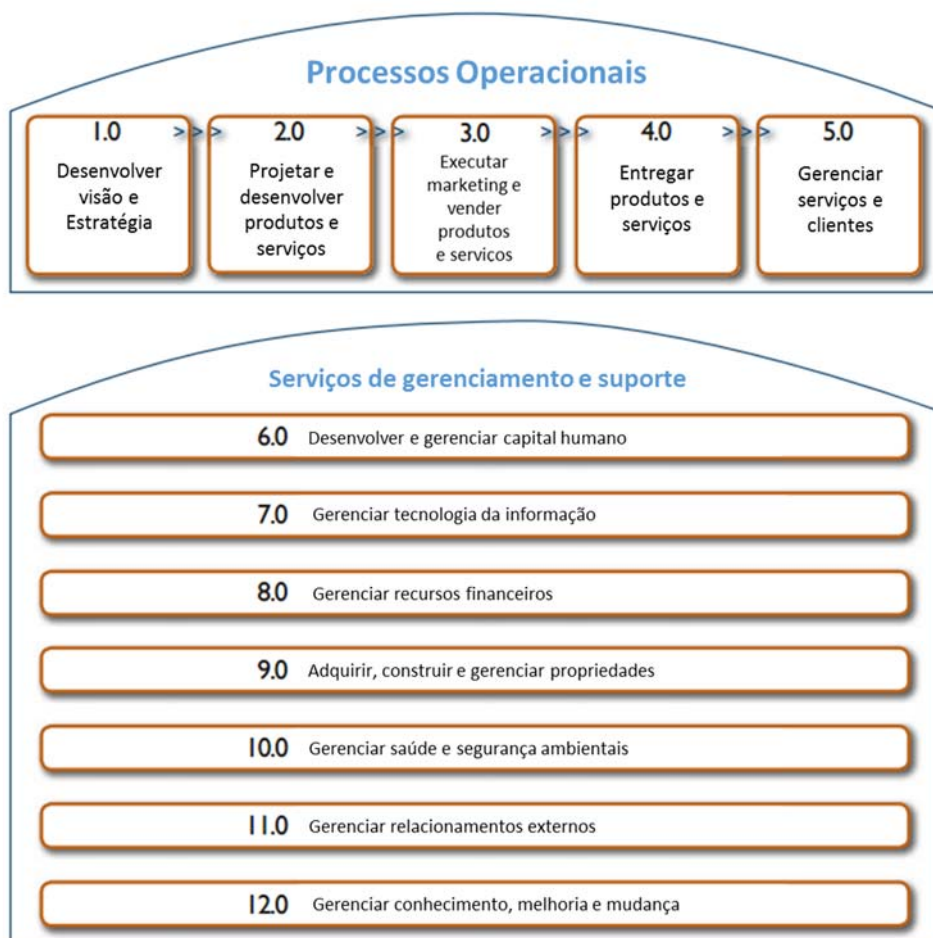 Processos Operacionais
1.0 >>> 2.0 >>> 3.0 >>> 4.0 >>> 5.0
Desenvolver
visão e
Estratégia
Projetar e
desenvolver
produtos e
serviços
Executar
marketing e
vender
produtos
e servicos
Entregar
produtos e
serviços
Gerenciar
serviços e
clientes
Serviços de gerenciamento e suporte
6.0 Desenvolver e gerenciar capital humano
7.0 Gerenciar tecnologia da informação
8.0 Gerenciar recursos financeiros
9.0 Adquirir, construir e gerenciar propriedades
10.0 Gerenciar saúde e segurança ambientais
11.0 Gerenciar relacionamentos externos
12.0 Gerenciar conhecimento, melhoria e mudança